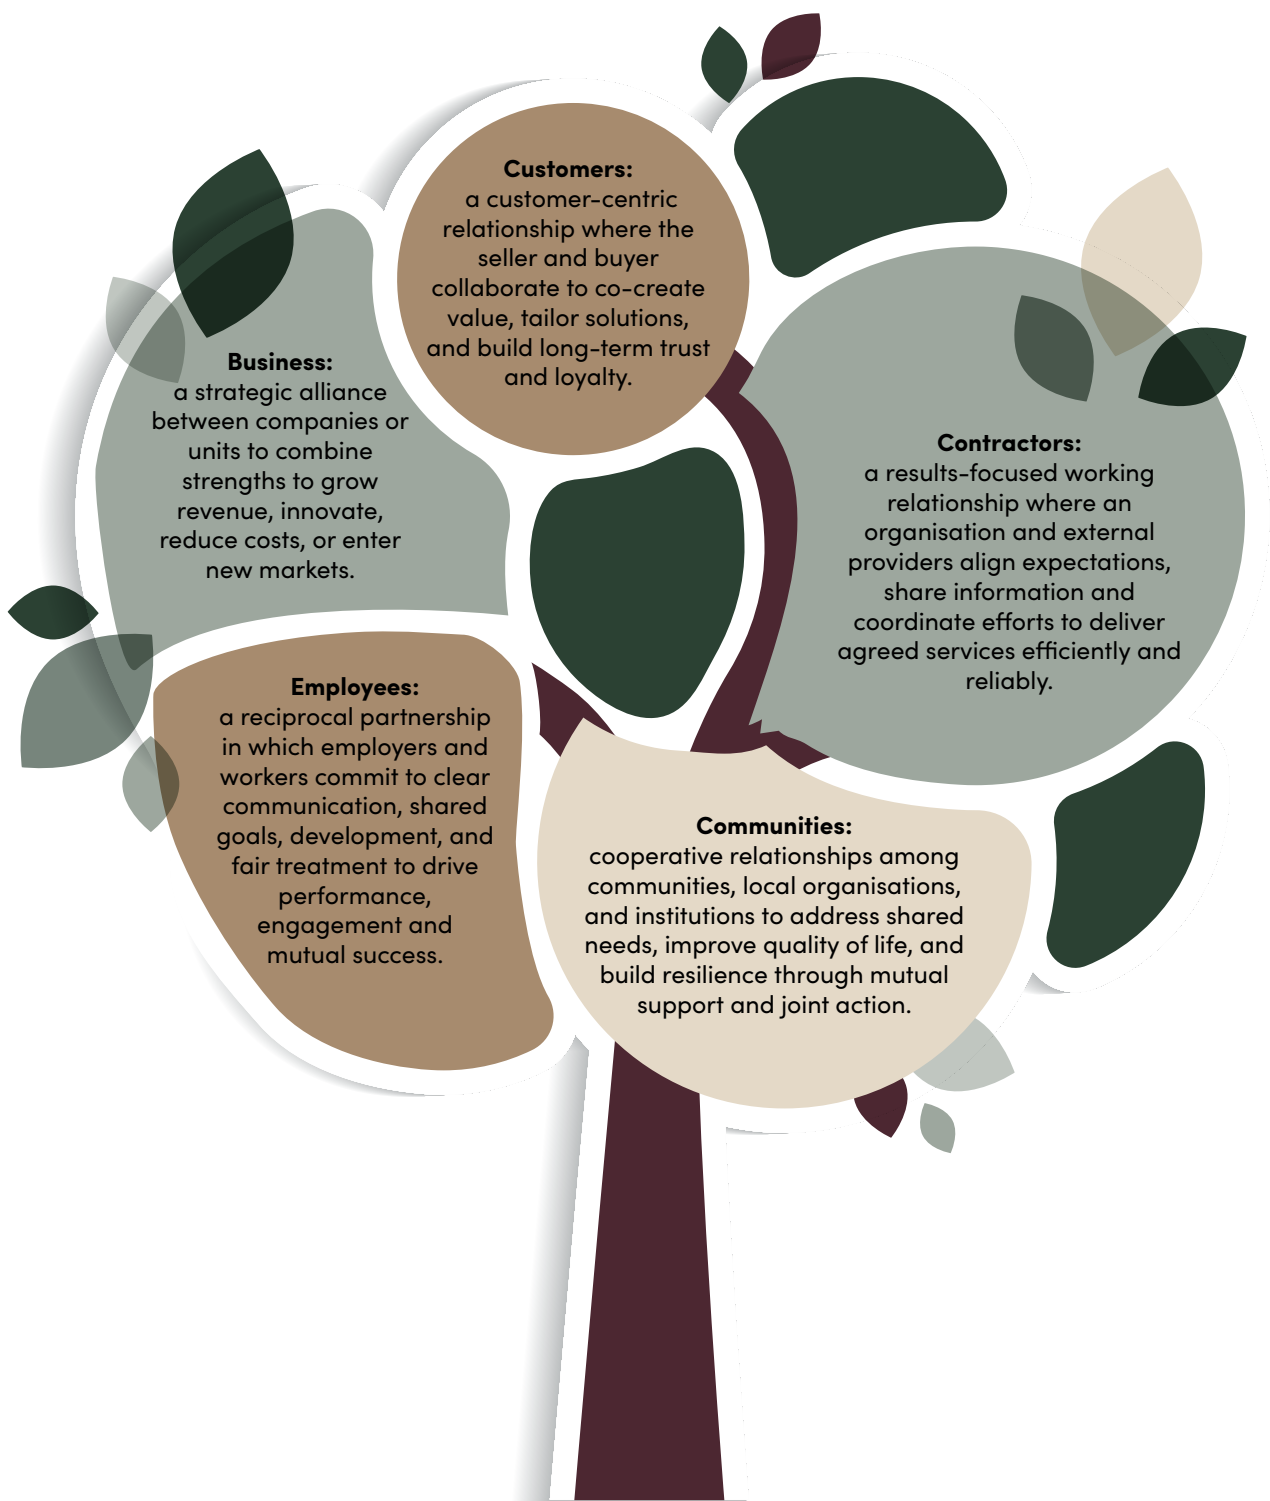 Customers:
a customer-centric
relationship where the
seller and buyer
collaborate to co-create
value, tailor solutions,
and build long-term trust
and loyalty.
Business:
a strategic alliance
between companies or
units to combine
strengths to grow
revenue, innovate,
reduce costs, or enter
new markets.
Contractors:
a results-focused working
relationship where an
organisation and external
providers align expectations,
share information and
coordinate efforts to deliver
agreed services efficiently and
reliably.
Employees:
a reciprocal partnership
in which employers and
workers commit to clear
communication, shared
goals, development, and
fair treatment to drive
performance,
engagement and
mutual success.
Communities:
cooperative relationships among
communities, local organisations,
and institutions to address shared
needs, improve quality of life, and
build resilience through mutual
support and joint action.